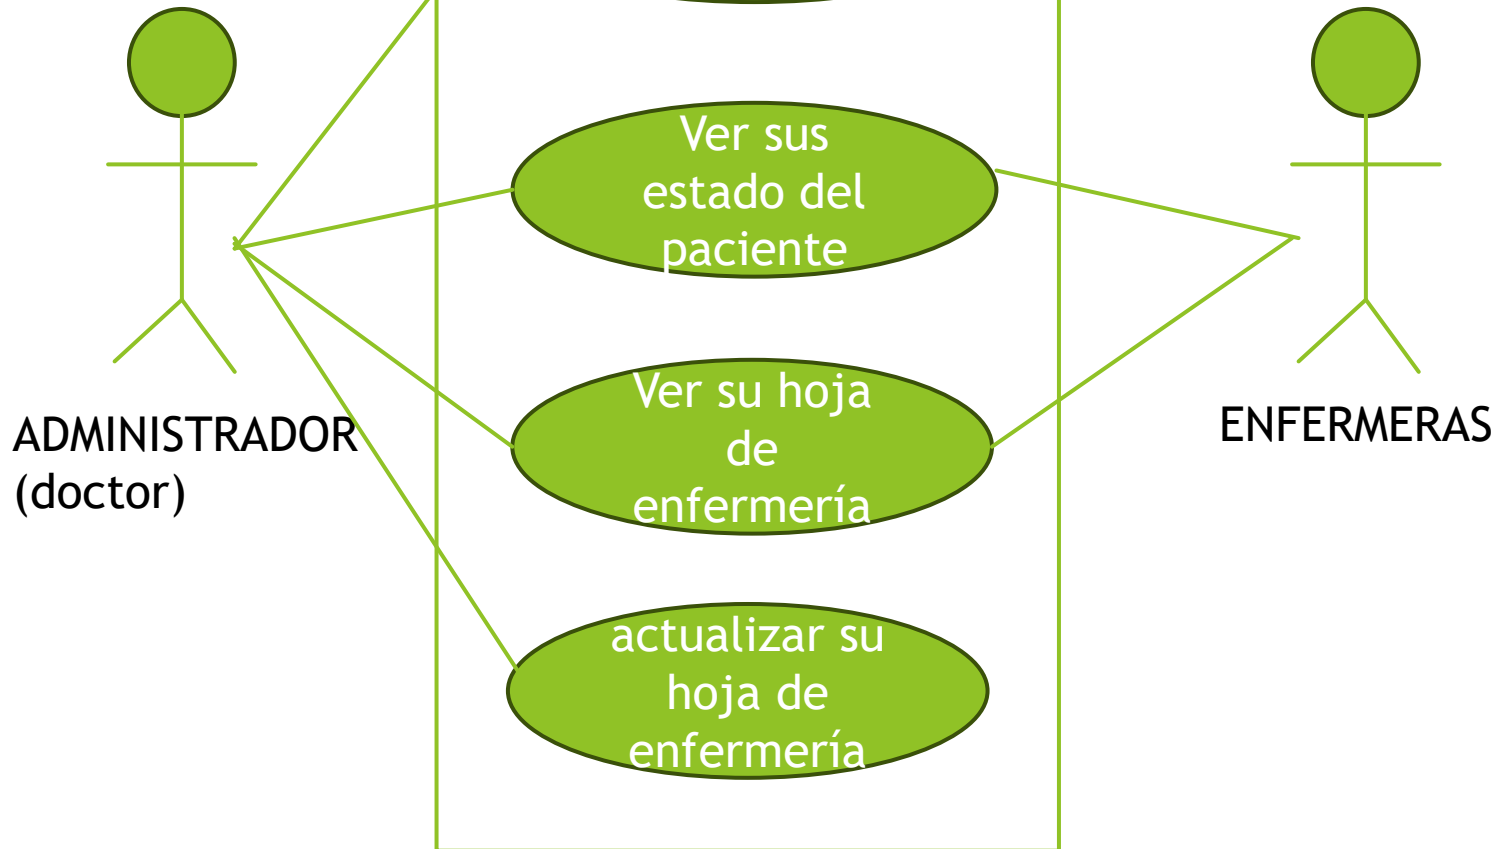 Ver sus
estado del
paciente
Ver su hoja
de
enfermería
ADMINISTRADOR
(doctor)
ENFERMERAS
actualizar su
hoja de
enfermería